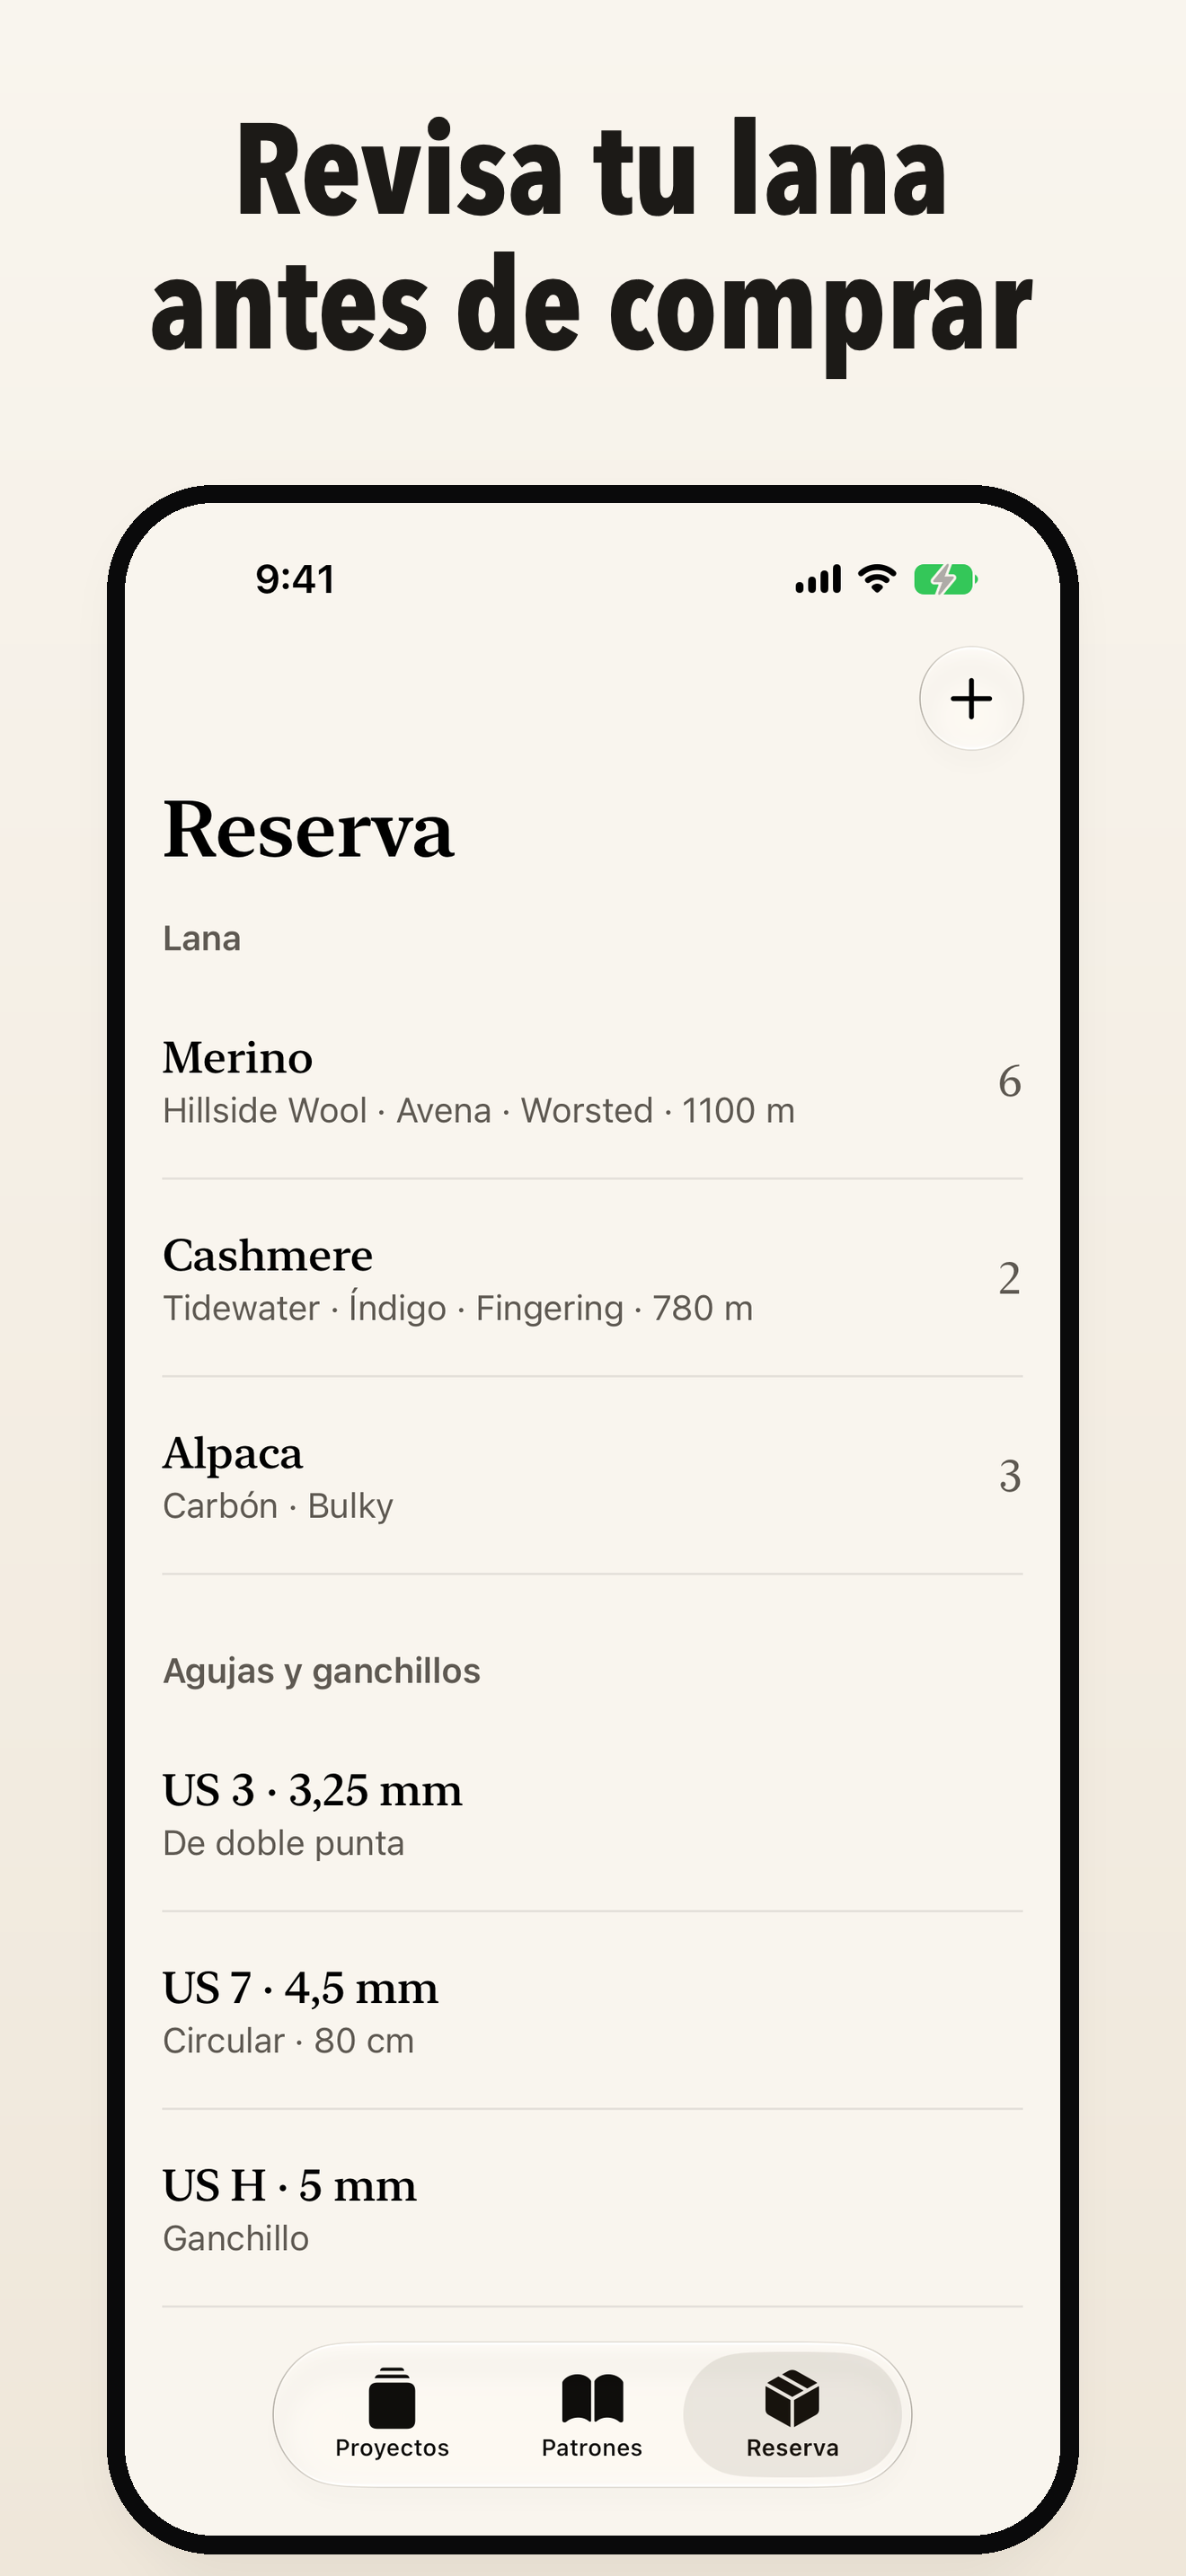 Revisa tu lana
antes de comprar
9:41
Reserva
Lana
Merino
6
Hillside Wool · Avena · Worsted · 1100 m
Cashmere
2
Tidewater · Índigo · Fingering · 780 m
Alpaca
3
Carbón · Bulky
Agujas y ganchillos
US 3 · 3,25 mm
De doble punta
US 7 · 4,5 mm
Circular · 80 cm
US H · 5 mm
Ganchillo
Proyectos
Patrones
Reserva